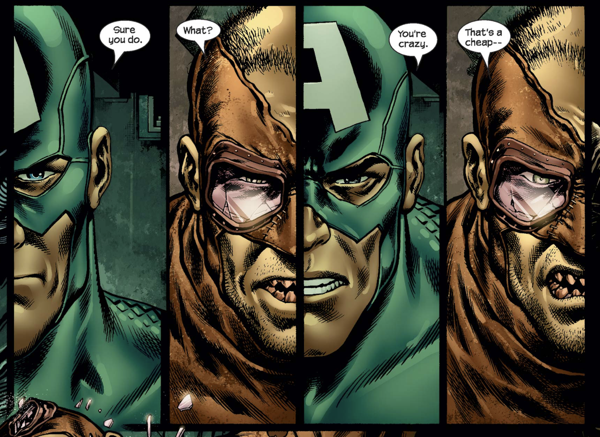 Sure
you do.
What?
You're
crazy.
That's a
cheap--
A